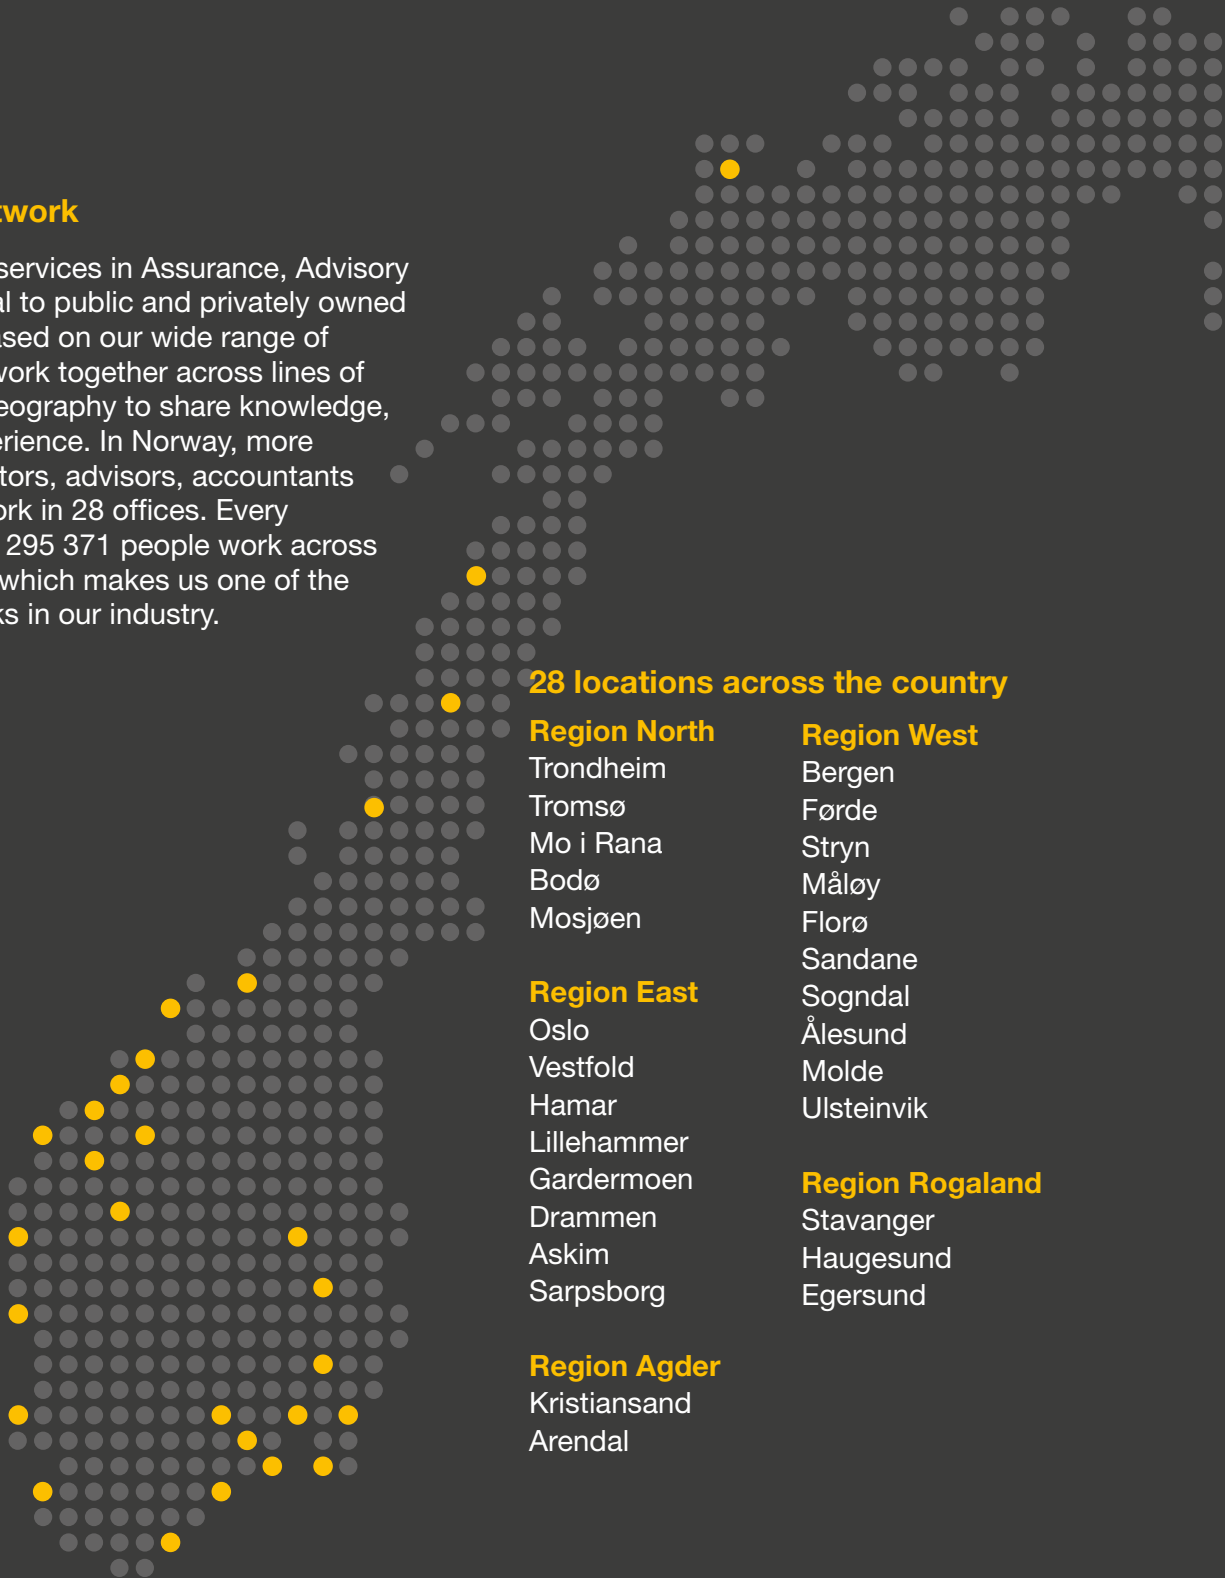 twork
services in Assurance, Advisory
al to public and privately owned
ased on our wide range of
work together across lines of
eography to share knowledge,
erience. In Norway, more
tors, advisors, accountants
ork in 28 offices. Every
295 371 people work across
which makes us one of the
ks in our industry.
28 locations across the country
Region North
Trondheim
Tromsø
Mo i Rana
Bodø
Mosjøen
Region East
Oslo
Vestfold
Hamar
Lillehammer
Gardermoen
Drammen
Askim
Sarpsborg
Region Agder
Kristiansand
Arendal
Region West
Bergen
Førde
Stryn
Måløy
Florø
Sandane
Sogndal
Ålesund
Molde
Ulsteinvik
Region Rogaland
Stavanger
Haugesund
Egersund